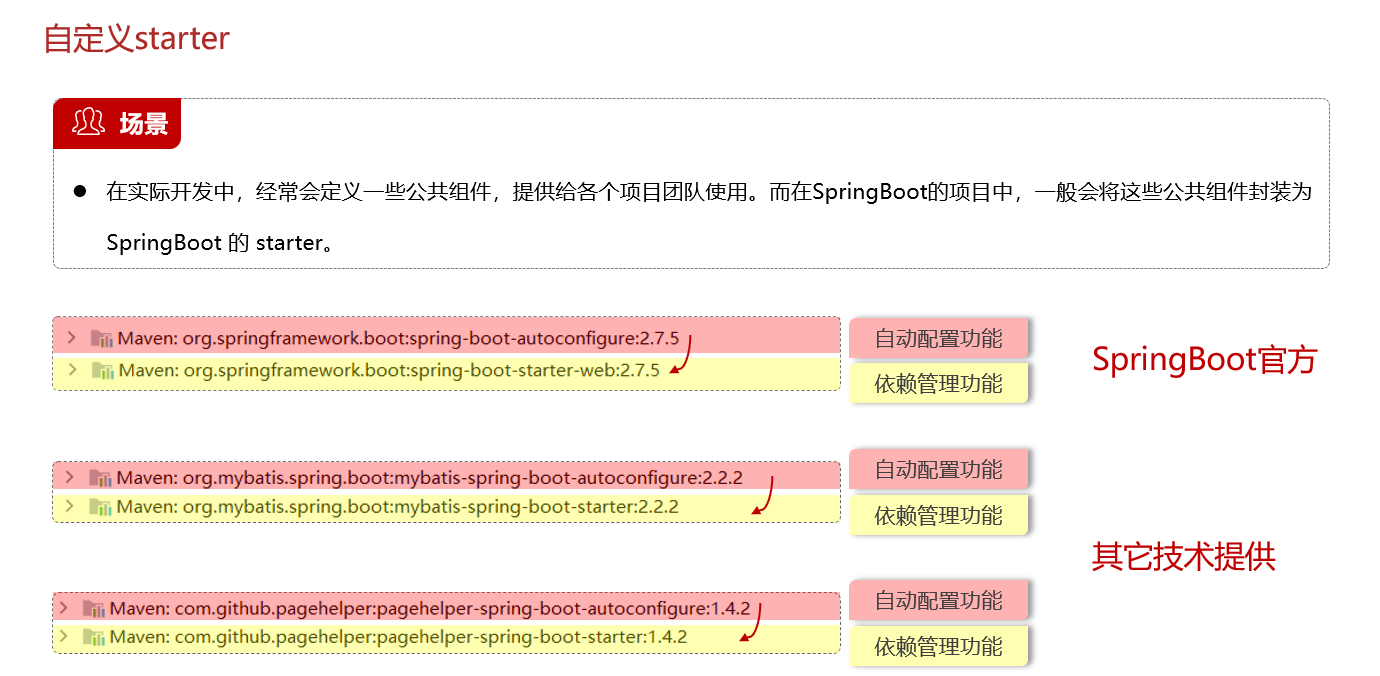 自定义starter
场景
在实际开发中，经常会定义一些公共组件，提供给各个项目团队使用。而在SpringBoot的项目中，一般会将这些公共组件封装为
SpringBoot 的 starter。
Maven: org.springframework.boot:spring-boot-autoconfigure:2.7.5
自动配置功能
Maven: org.springframework.boot:spring-boot-starter-web:2.7.5
依赖管理功能
SpringBoot官方
Maven: org.mybatis.spring.boot:mybatis-spring-boot-autoconfigure:2.2.2
自动配置功能
Maven: org.mybatis.spring.boot:mybatis-spring-boot-starter:2.2.2
依赖管理功能
其它技术提供
Maven: com.github.pagehelper:pagehelper-spring-boot-autoconfigure:1.4.2
自动配置功能
Maven: com.github.pagehelper:pagehelper-spring-boot-starter:1.4.2
依赖管理功能